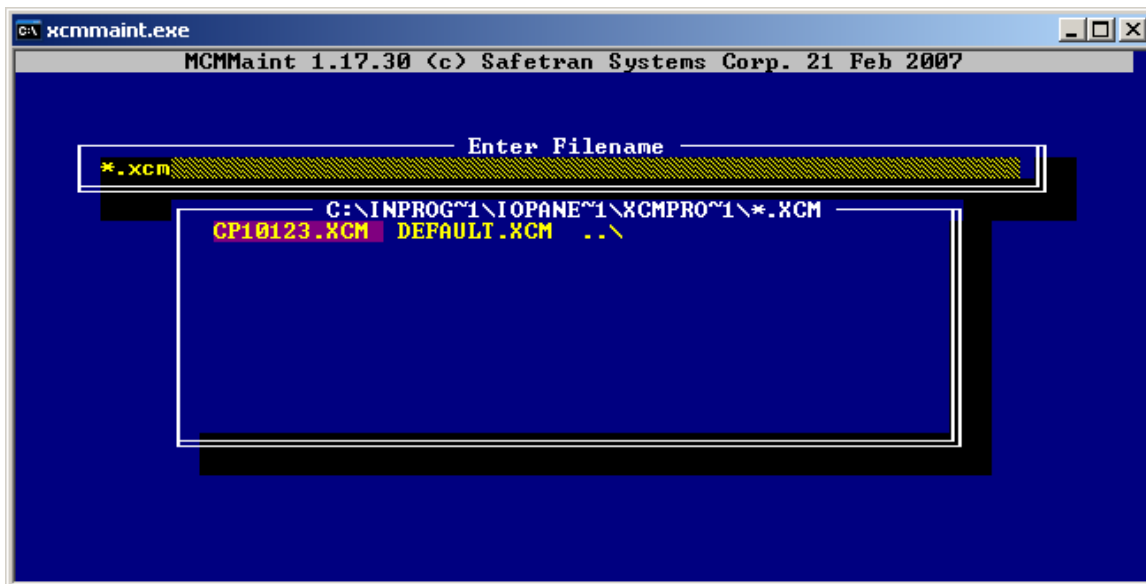 xcmmaint.exe
MCMMaint 1.17.30 (c) Safetran Systems Corp. 21 Feb 2007
Enter Filename
*.xcm
C:\INPROG~1\IOPANE~1\XCMPRO~1\*.XCM
CP10123.XCM DEFAULT.XCM ..\